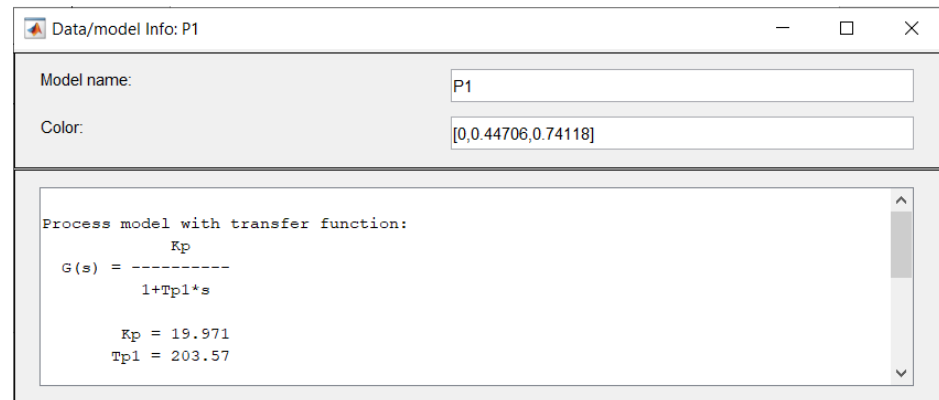 Data/model Info: P1
Model name:
P1
Color:
[0,0.44706,0.74118]
Process model with transfer function:
Kp
G(s) = ----------
1+Tp1*s
Kp = 19.971
Tp1 = 203.57